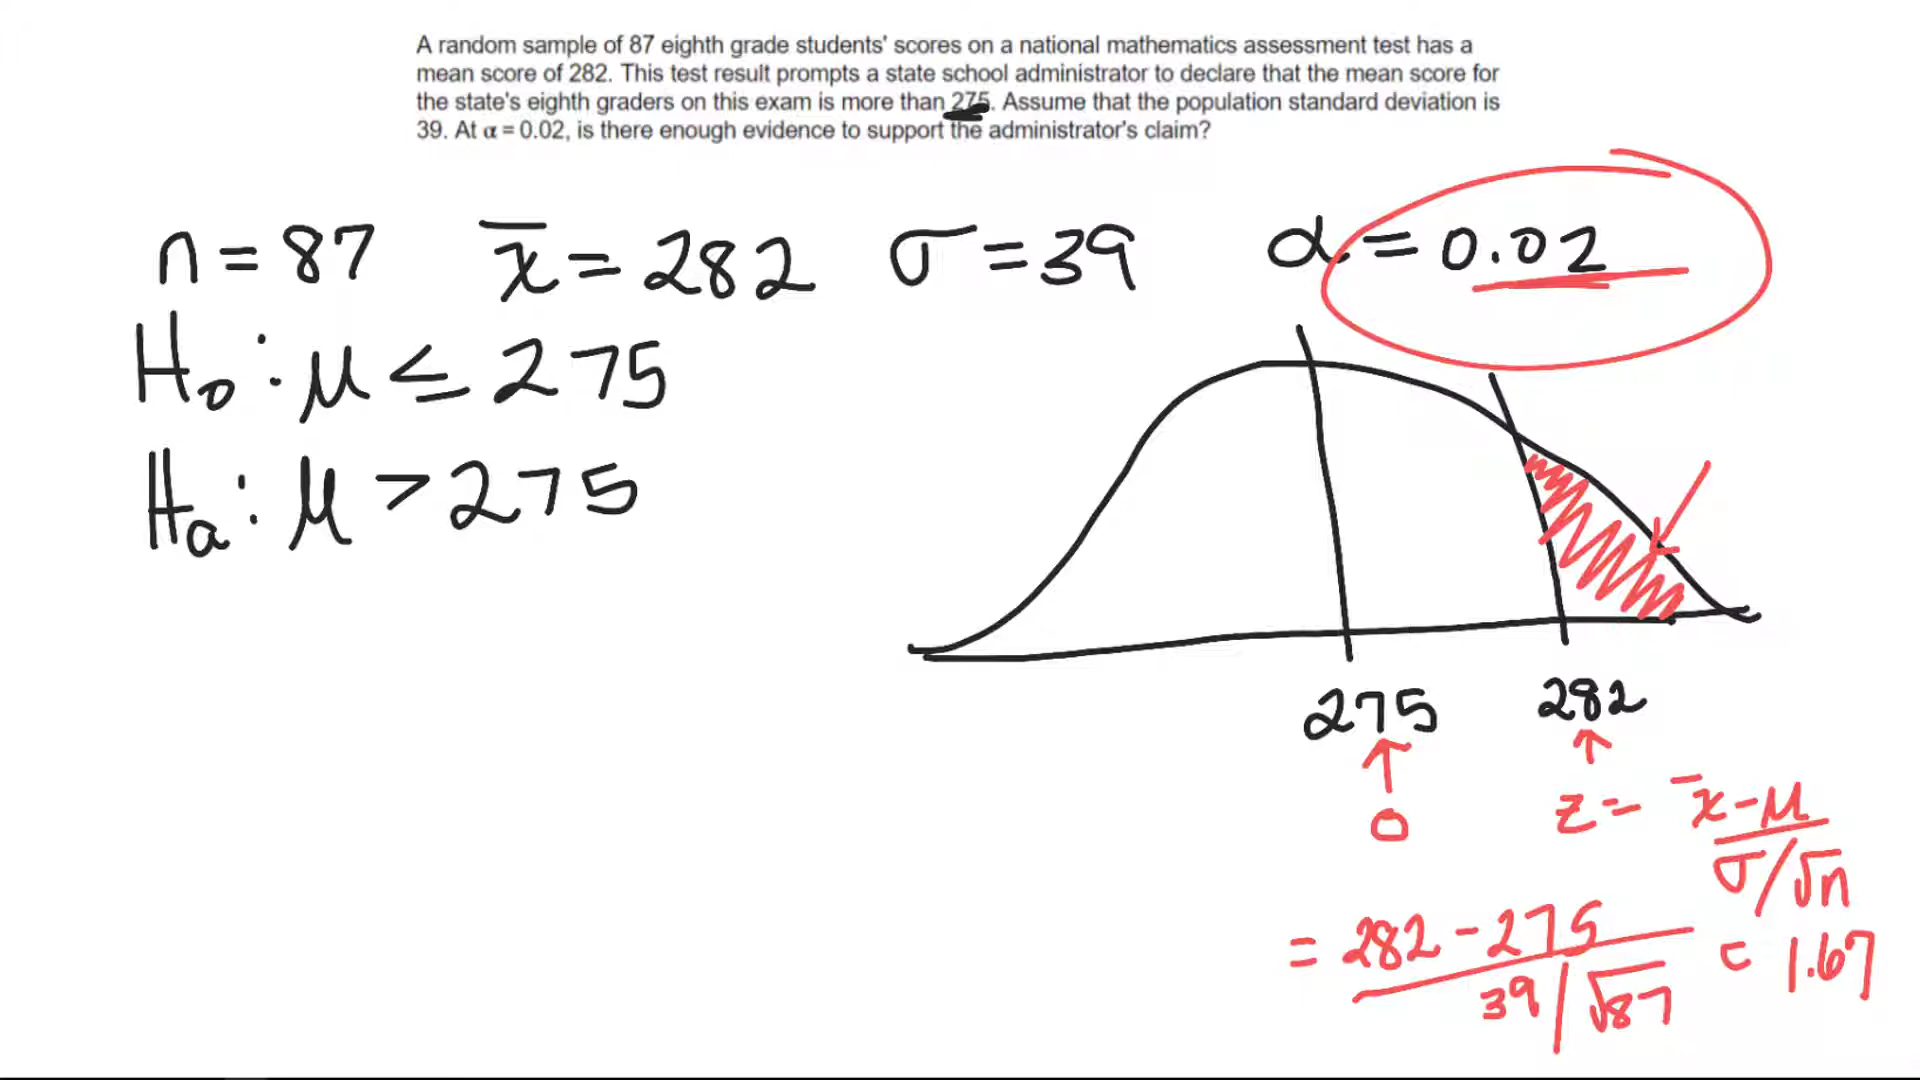 A random sample of 87 eighth grade students' scores on a national mathematics assessment test has a
mean score of 282. This test result prompts a state school administrator to declare that the mean score for
the state's eighth graders on this exam is more than 275. Assume that the population standard deviation is
39. At α = 0.02, is there enough evidence to support the administrator's claim?
n = 87 x̄ = 282 σ = 39 α = 0.02
H₀ : μ ≤ 275
Hₐ : μ > 275
275 282
0
z = x̄ - μ / σ/√n
= 282 - 275 / 39/√87 = 1.67